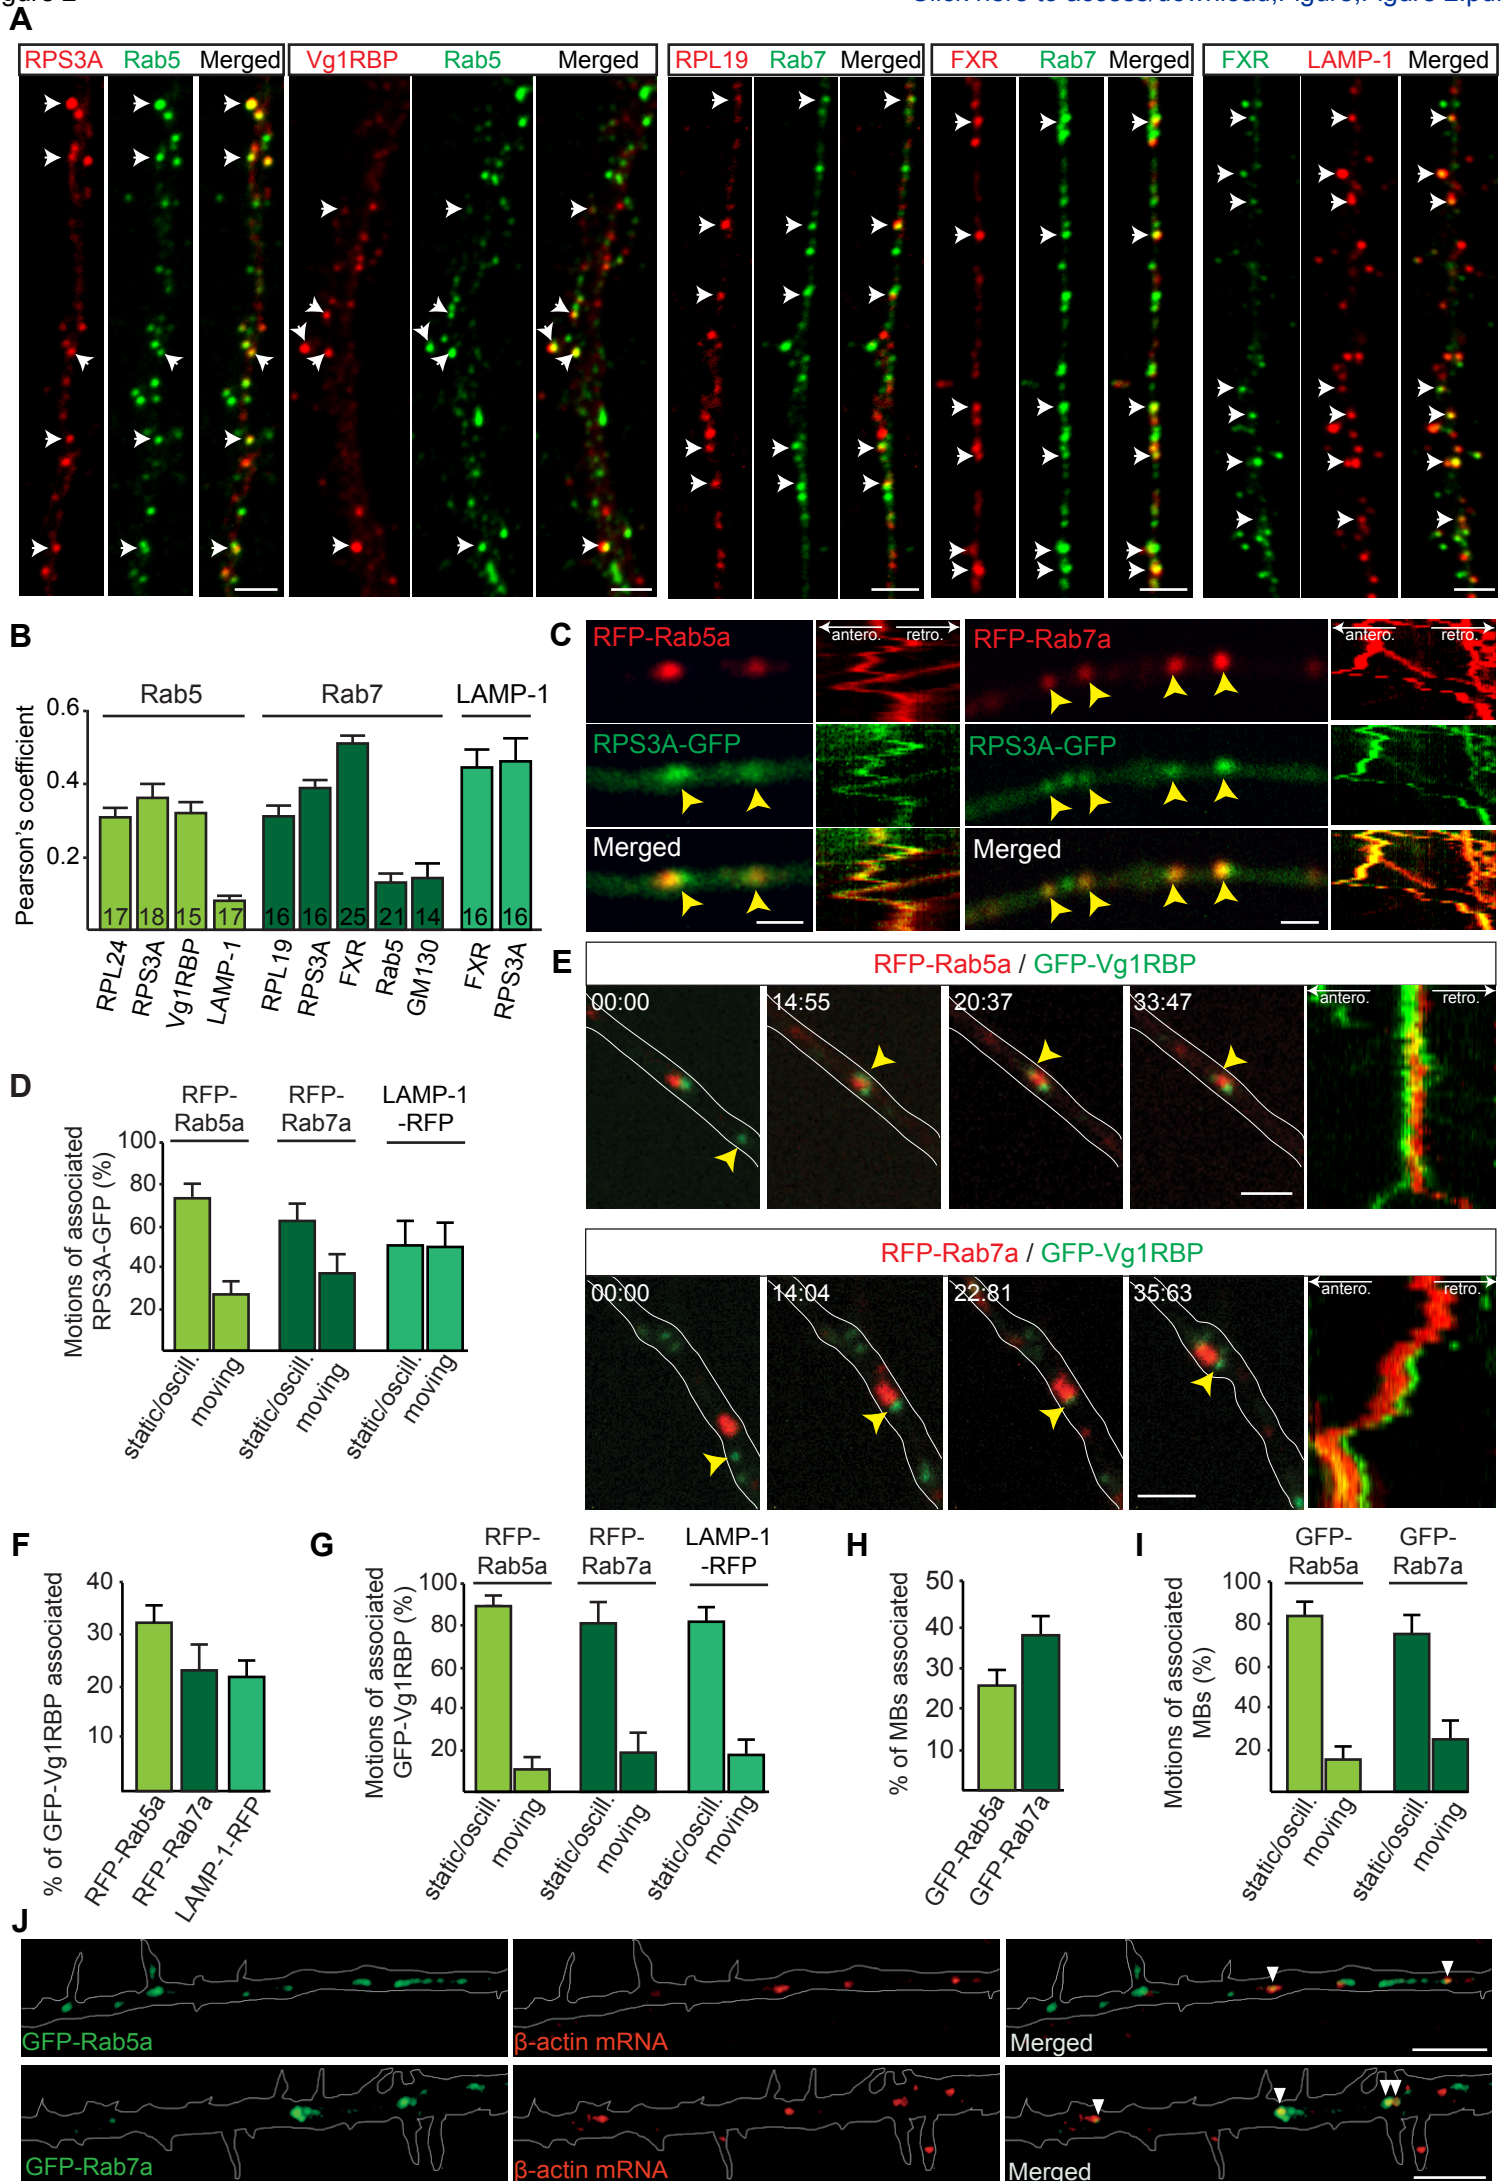 A
RPS3A Rab5 Merged Vg1RBP Rab5 Merged RPL19 Rab7 Merged FXR Rab7 Merged FXR LAMP-1 Merged
B
Rab5 Rab7 LAMP-1
Pearson's coefficient
0.6
0.4
0.2
17 18 15 17 16 16 25 21 14 16 16
RPL24 RPS3A Vg1RBP LAMP-1 RPL19 RPS3A FXR Rab5 GM130 FXR RPS3A
C
RFP-Rab5a antero. retro. RFP-Rab7a antero. retro.
RPS3A-GFP RPS3A-GFP
Merged Merged
D
RFP-Rab5a RFP-Rab7a LAMP-1-RFP
Motions of associated
RPS3A-GFP (%)
100
80
60
40
20
static/oscill. moving static/oscill. moving static/oscill. moving
E
RFP-Rab5a / GFP-Vg1RBP
00:00 14:55 20:37 33:47 antero. retro.
RFP-Rab7a / GFP-Vg1RBP
00:00 14:04 22:81 35:63 antero. retro.
F
% of GFP-Vg1RBP associated
40
30
20
10
RFP-Rab5a RFP-Rab7a LAMP-1-RFP
G
RFP-Rab5a RFP-Rab7a LAMP-1-RFP
Motions of associated
GFP-Vg1RBP (%)
100
80
60
40
20
static/oscill. moving static/oscill. moving static/oscill. moving
H
% of MBs associated
50
40
30
20
10
GFP-Rab5a GFP-Rab7a
I
GFP-Rab5a GFP-Rab7a
Motions of associated
MBs (%)
100
80
60
40
20
static/oscill. moving static/oscill. moving
J
GFP-Rab5a β-actin mRNA Merged
GFP-Rab7a β-actin mRNA Merged